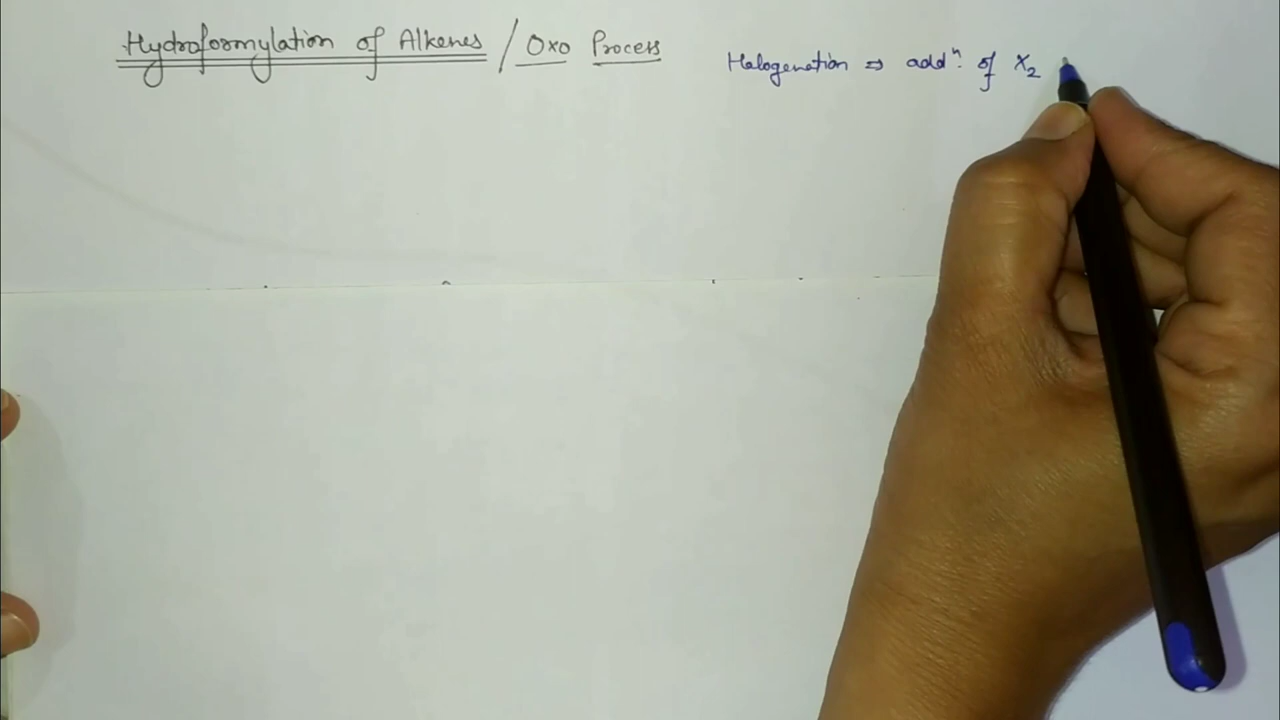 Hydroformylation of Alkenes / Oxo Process
Halogenation ⇒ addⁿ. of X₂